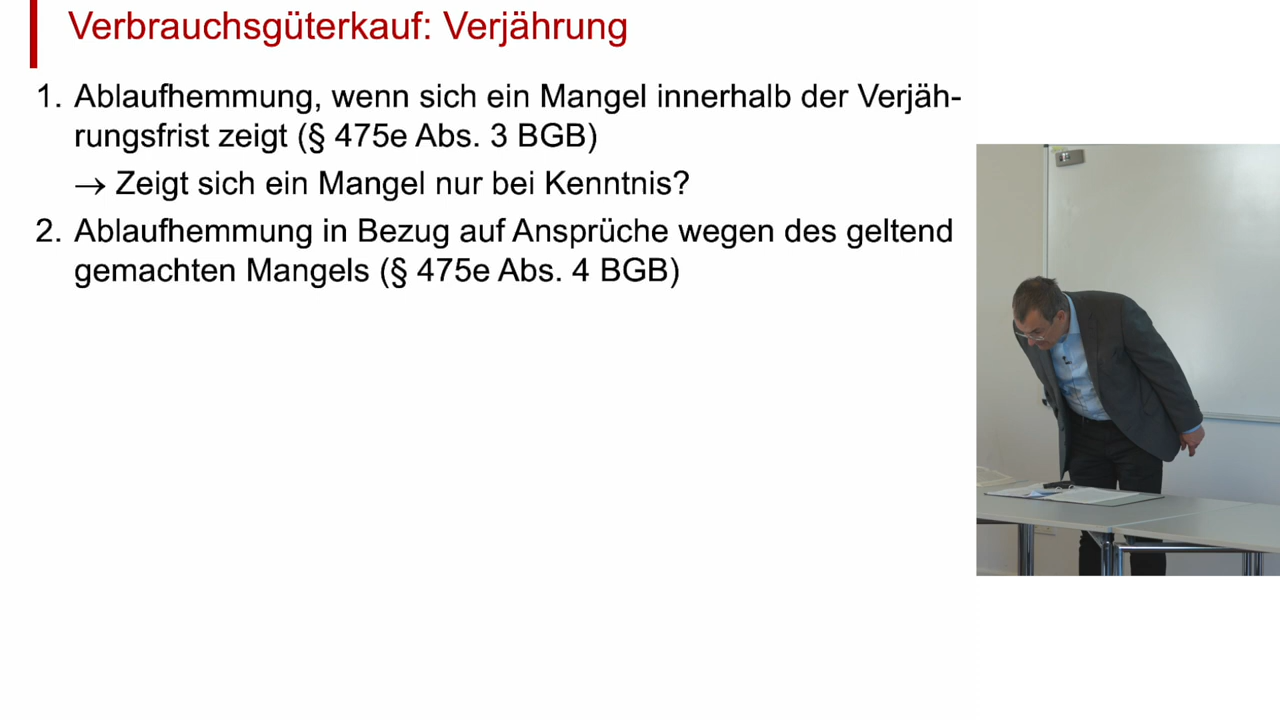 Verbrauchsgüterkauf: Verjährung
1. Ablaufhemmung, wenn sich ein Mangel innerhalb der Verjäh-
rungsfrist zeigt (§ 475e Abs. 3 BGB)
→ Zeigt sich ein Mangel nur bei Kenntnis?
2. Ablaufhemmung in Bezug auf Ansprüche wegen des geltend
gemachten Mangels (§ 475e Abs. 4 BGB)